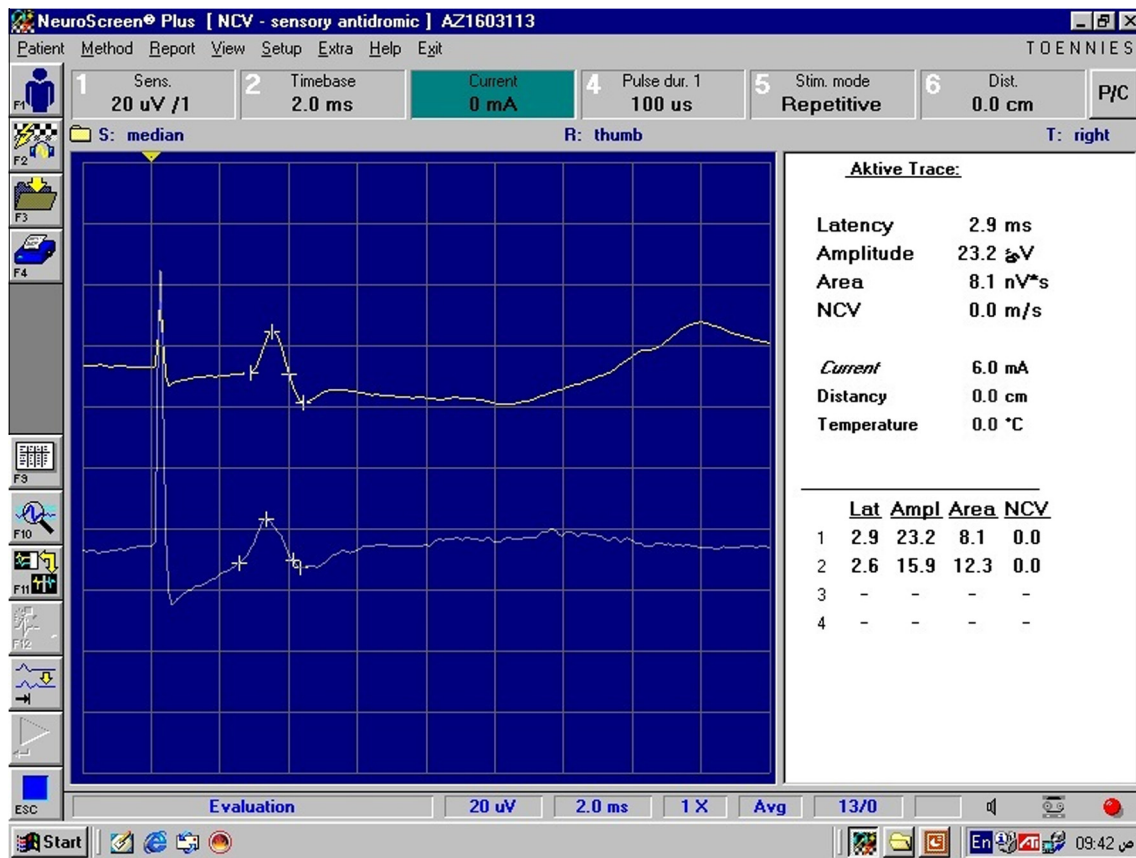 NeuroScreen® Plus [ NCV - sensory antidromic ] AZ1603113
Patient Method Report View Setup Extra Help Exit TOENNIES
1 Sens. 20 uV /1
2 Timebase 2.0 ms
Current 0 mA
4 Pulse dur. 1 100 us
5 Stim. mode Repetitive
6 Dist. 0.0 cm
P/C
F1
F2
F3
F4
F9
F10
F11
F12
ESC
S: median R: thumb T: right
Aktive Trace:
Latency 2.9 ms
Amplitude 23.2 V
Area 8.1 nV*s
NCV 0.0 m/s
Current 6.0 mA
Distancy 0.0 cm
Temperature 0.0 °C
Lat Ampl Area NCV
1 2.9 23.2 8.1 0.0
2 2.6 15.9 12.3 0.0
3 - - - -
4 - - - -
Evaluation 20 uV 2.0 ms 1 X Avg 13/0
Start En ATI 09:42 ص